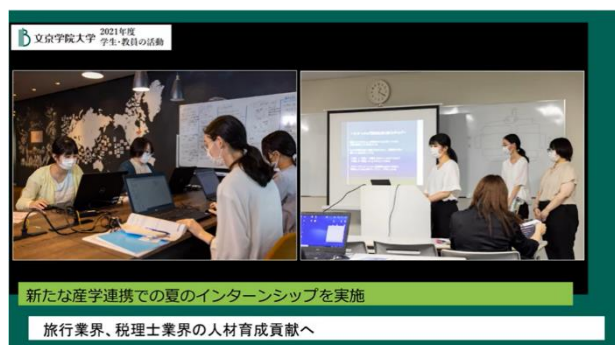 文京学院大学
2021年度
学生・教員の活動
新たな産学連携での夏のインターンシップを実施
旅行業界、税理士業界の人材育成貢献へ